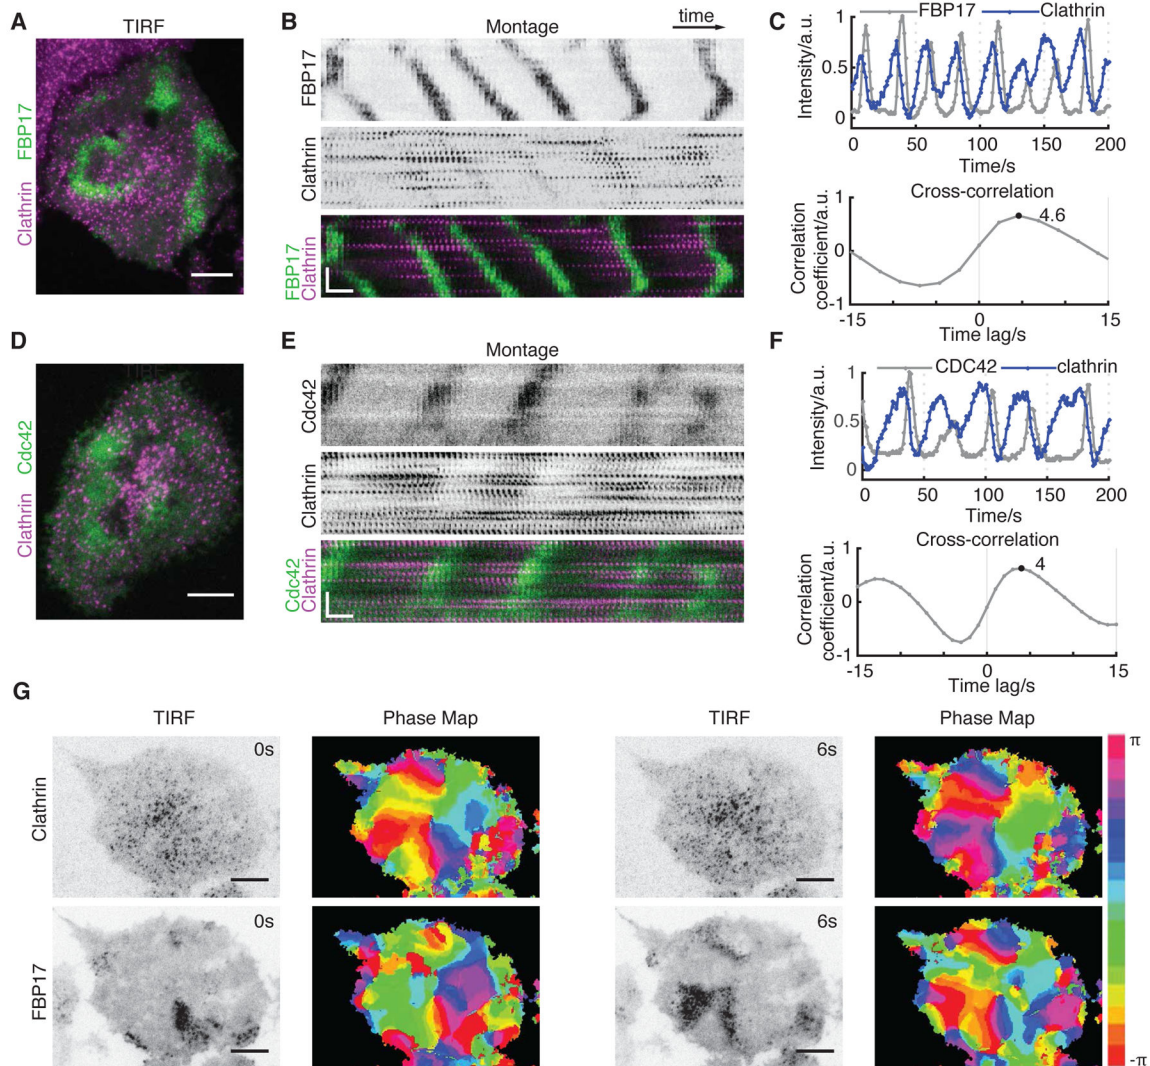 A
TIRF
Clathrin FBP17
B
Montage
time
FBP17
Clathrin
FBP17
Clathrin
C
FBP17 Clathrin
Intensity/a.u.
1
0.5
0
0 50 100 150 200
Time/s
Cross-correlation
Correlation
coefficient/a.u.
1
0
c-1
4.6
-15 0 15
Time lag/s
D
TIRF
Clathrin Cdc42
E
Montage
Cdc42
Clathrin
Cdc42
Clathrin
F
CDC42 clathrin
Intensity/a.u.
1
0.5
0
0 50 100 150 200
Time/s
Cross-correlation
Correlation
coefficient/a.u.
1
0
c-1
4
-15 0 15
Time lag/s
G
TIRF Phase Map TIRF Phase Map
Clathrin
0s
6s
π
FBP17
0s
6s
-π